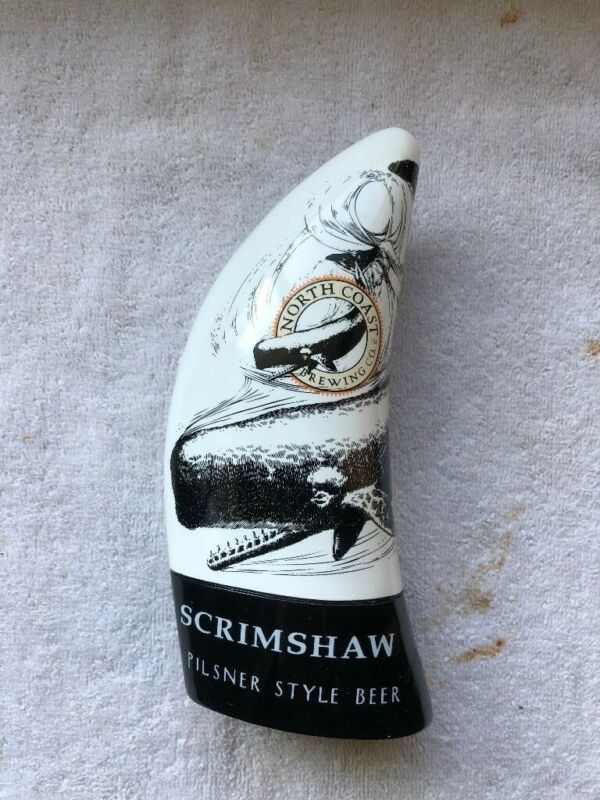 NORTH COAST
BREWING CO.
SCRIMSHAW
PILSNER STYLE BEER